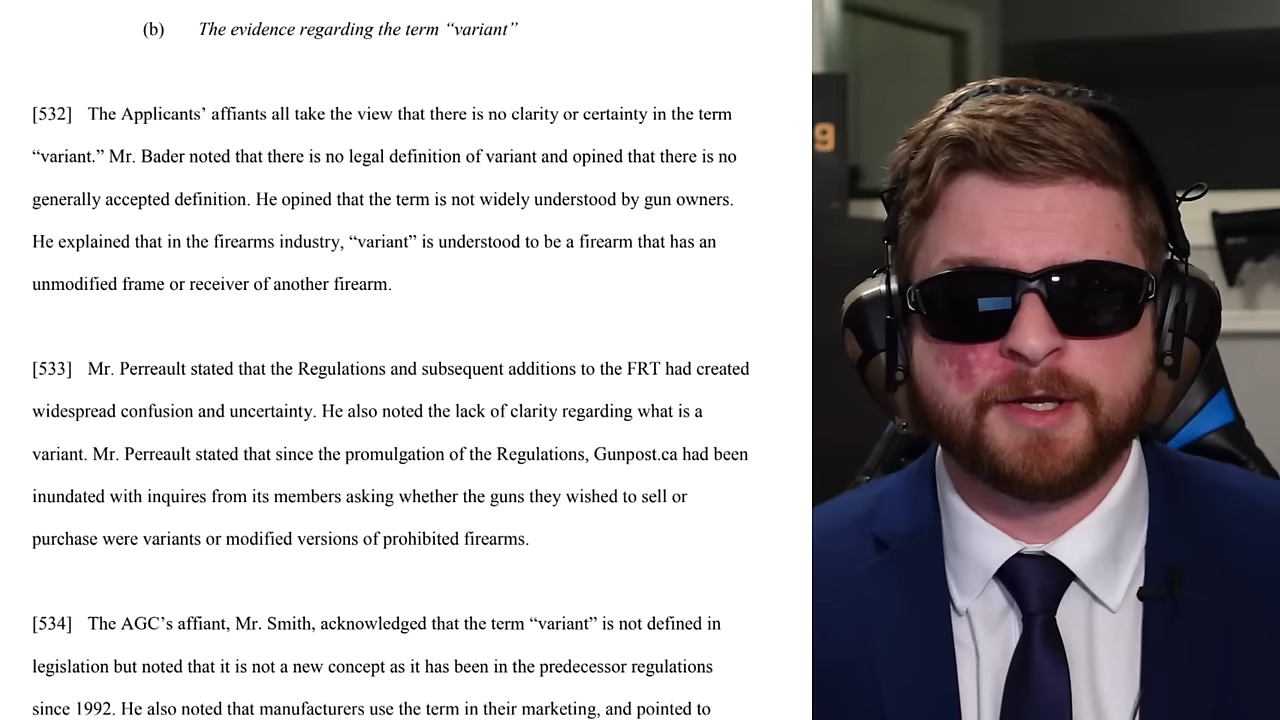 (b) The evidence regarding the term “variant”
[532] The Applicants’ affiants all take the view that there is no clarity or certainty in the term
“variant.” Mr. Bader noted that there is no legal definition of variant and opined that there is no
generally accepted definition. He opined that the term is not widely understood by gun owners.
He explained that in the firearms industry, “variant” is understood to be a firearm that has an
unmodified frame or receiver of another firearm.
[533] Mr. Perreault stated that the Regulations and subsequent additions to the FRT had created
widespread confusion and uncertainty. He also noted the lack of clarity regarding what is a
variant. Mr. Perreault stated that since the promulgation of the Regulations, Gunpost.ca had been
inundated with inquires from its members asking whether the guns they wished to sell or
purchase were variants or modified versions of prohibited firearms.
[534] The AGC’s affiant, Mr. Smith, acknowledged that the term “variant” is not defined in
legislation but noted that it is not a new concept as it has been in the predecessor regulations
since 1992. He also noted that manufacturers use the term in their marketing, and pointed to
9